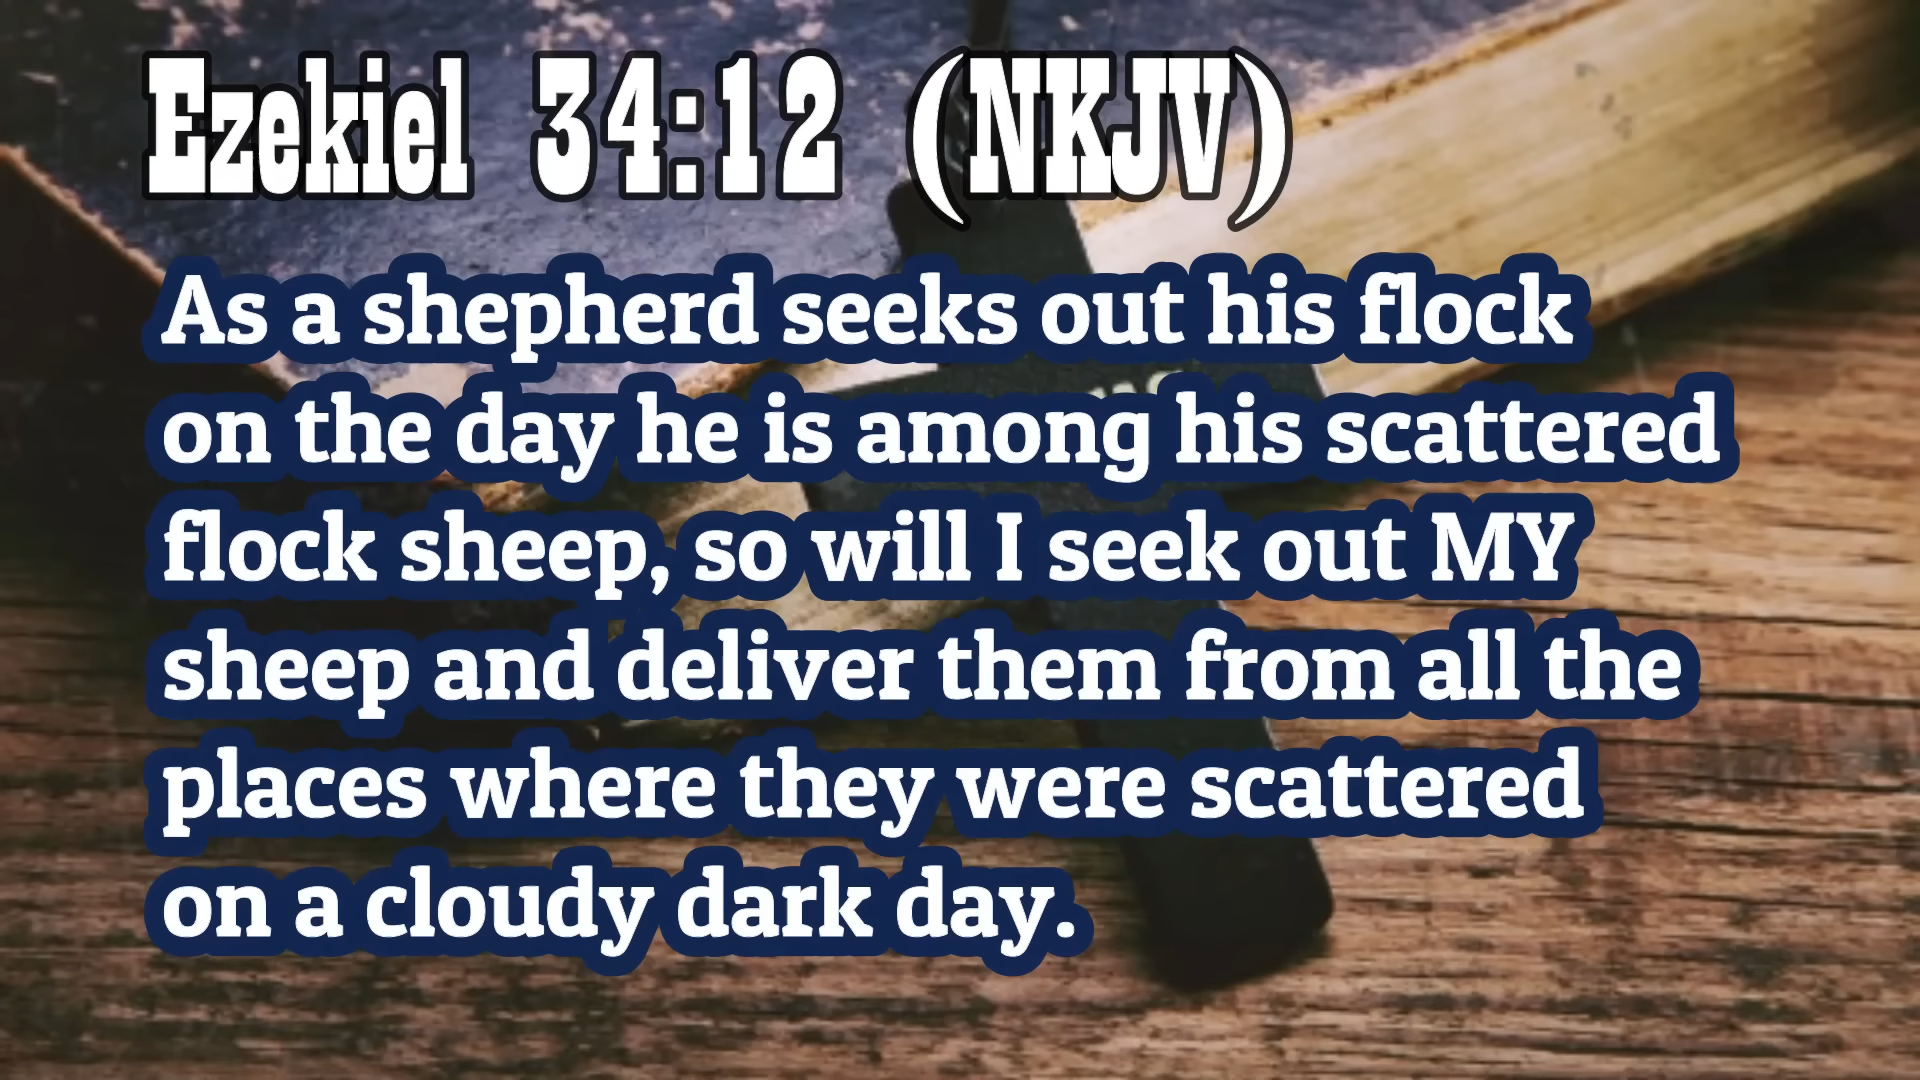 Ezekiel 34:12 (NKJV)
As a shepherd seeks out his flock
on the day he is among his scattered
flock sheep, so will I seek out MY
sheep and deliver them from all the
places where they were scattered
on a cloudy dark day.